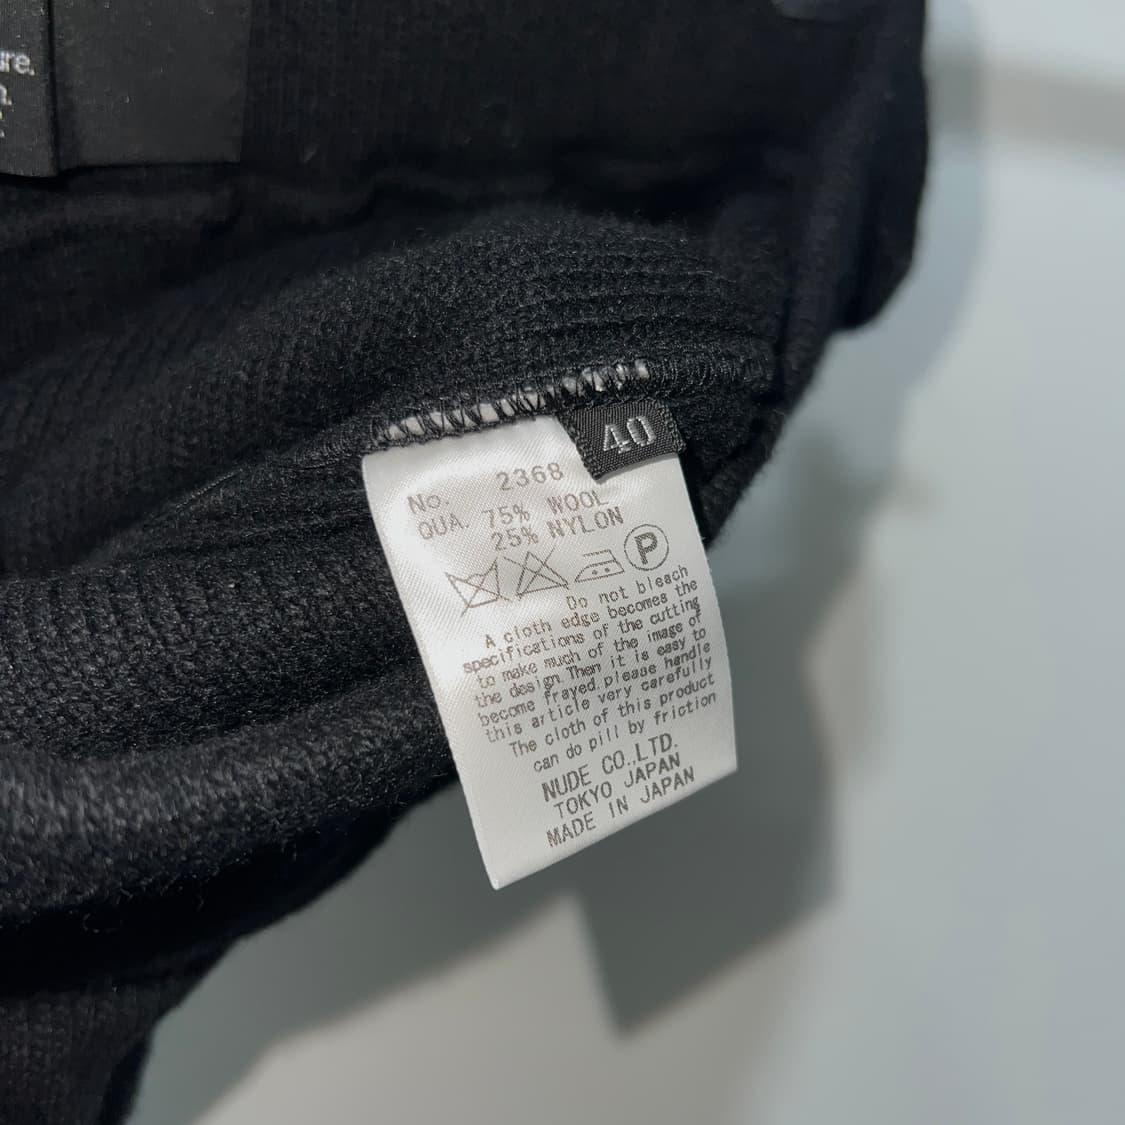 40
No. 2368
QUA. 75% WOOL
25% NYLON
P
Do not bleach
A cloth edge becomes the
specifications of the cutting
to make much of the image of
the design. Then it is easy to
become frayed. please handle
this article very carefully
The cloth of this product
can do pill by friction
NUDE CO.,LTD.
TOKYO JAPAN
MADE IN JAPAN